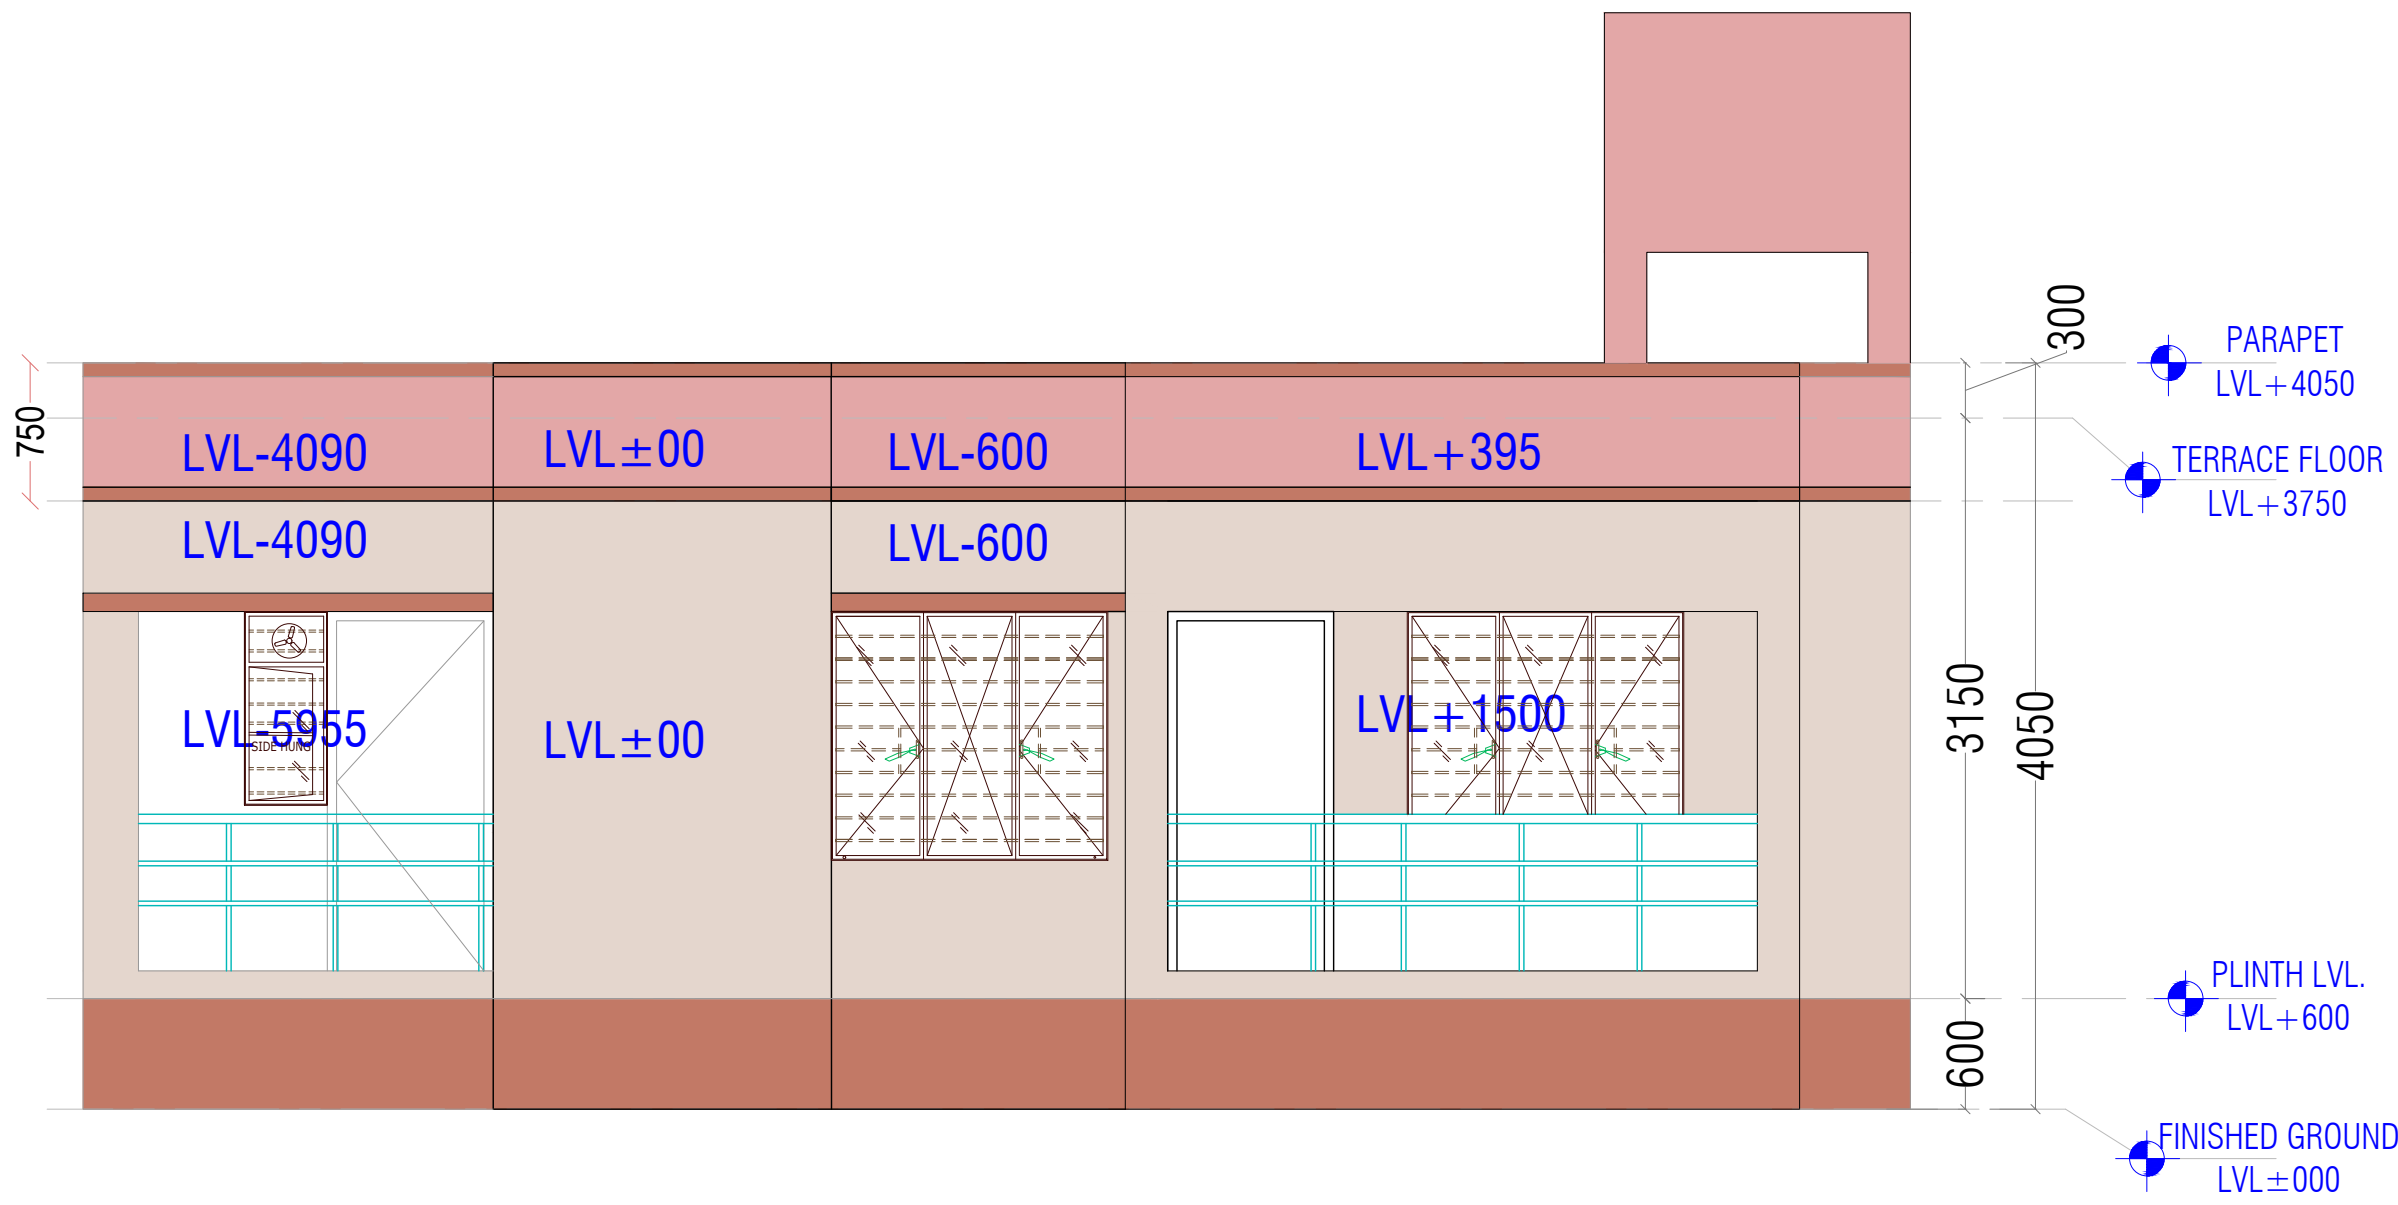 300
PARAPET
LVL+4050
750
LVL-4090
LVL±00
LVL-600
LVL+395
TERRACE FLOOR
LVL+3750
LVL-4090
LVL-600
LVL-5955
SIDE HUNG
LVL±00
LVL+1500
3150
4050
PLINTH LVL.
LVL+600
600
FINISHED GROUND
LVL±000